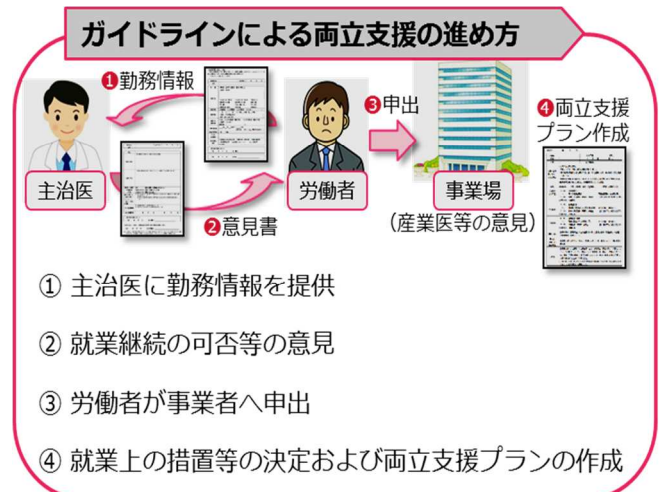 ガイドラインによる両立支援の進め方
❶勤務情報
❸申出
❹両立支援
プラン作成
主治医
労働者
事業場
❷意見書
(産業医等の意見)
① 主治医に勤務情報を提供
② 就業継続の可否等の意見
③ 労働者が事業者へ申出
④ 就業上の措置等の決定および両立支援プランの作成